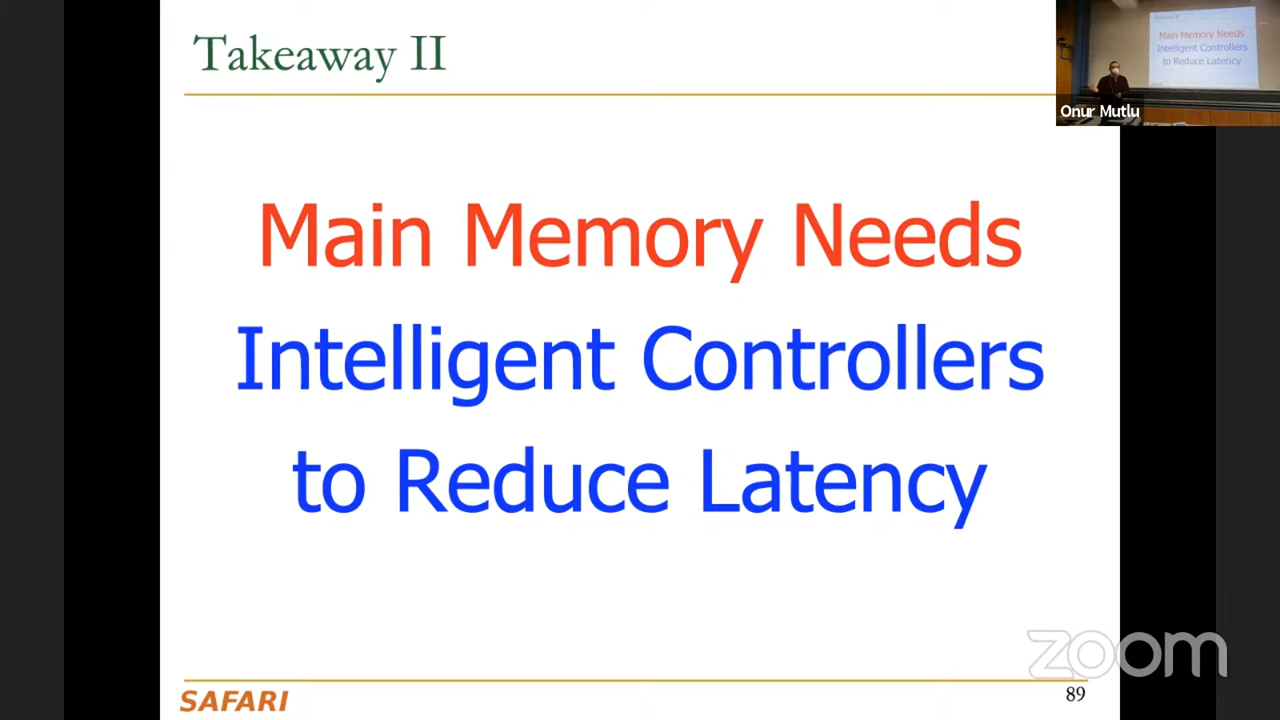 Takeaway II
Main Memory Needs
Intelligent Controllers
to Reduce Latency
Main Memory Needs
Intelligent Controllers
to Reduce Latency
Onur Mutlu
zoom
SAFARI
89